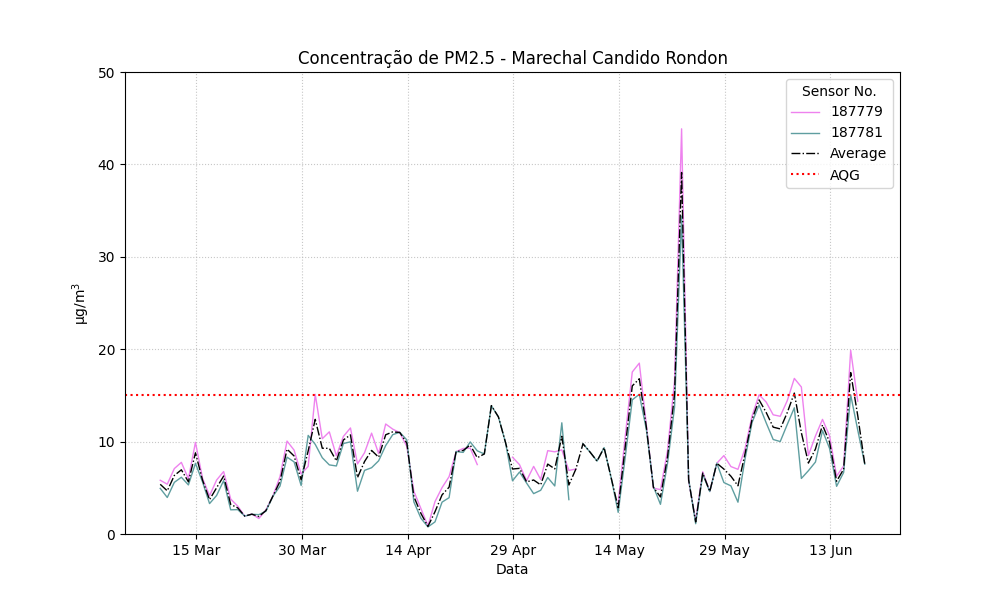 Concentração de PM2.5 - Marechal Candido Rondon
50
40
30
20
10
0
µg/m³
Sensor No.
187779
187781
Average
AQG
15 Mar 30 Mar 14 Apr 29 Apr 14 May 29 May 13 Jun
Data